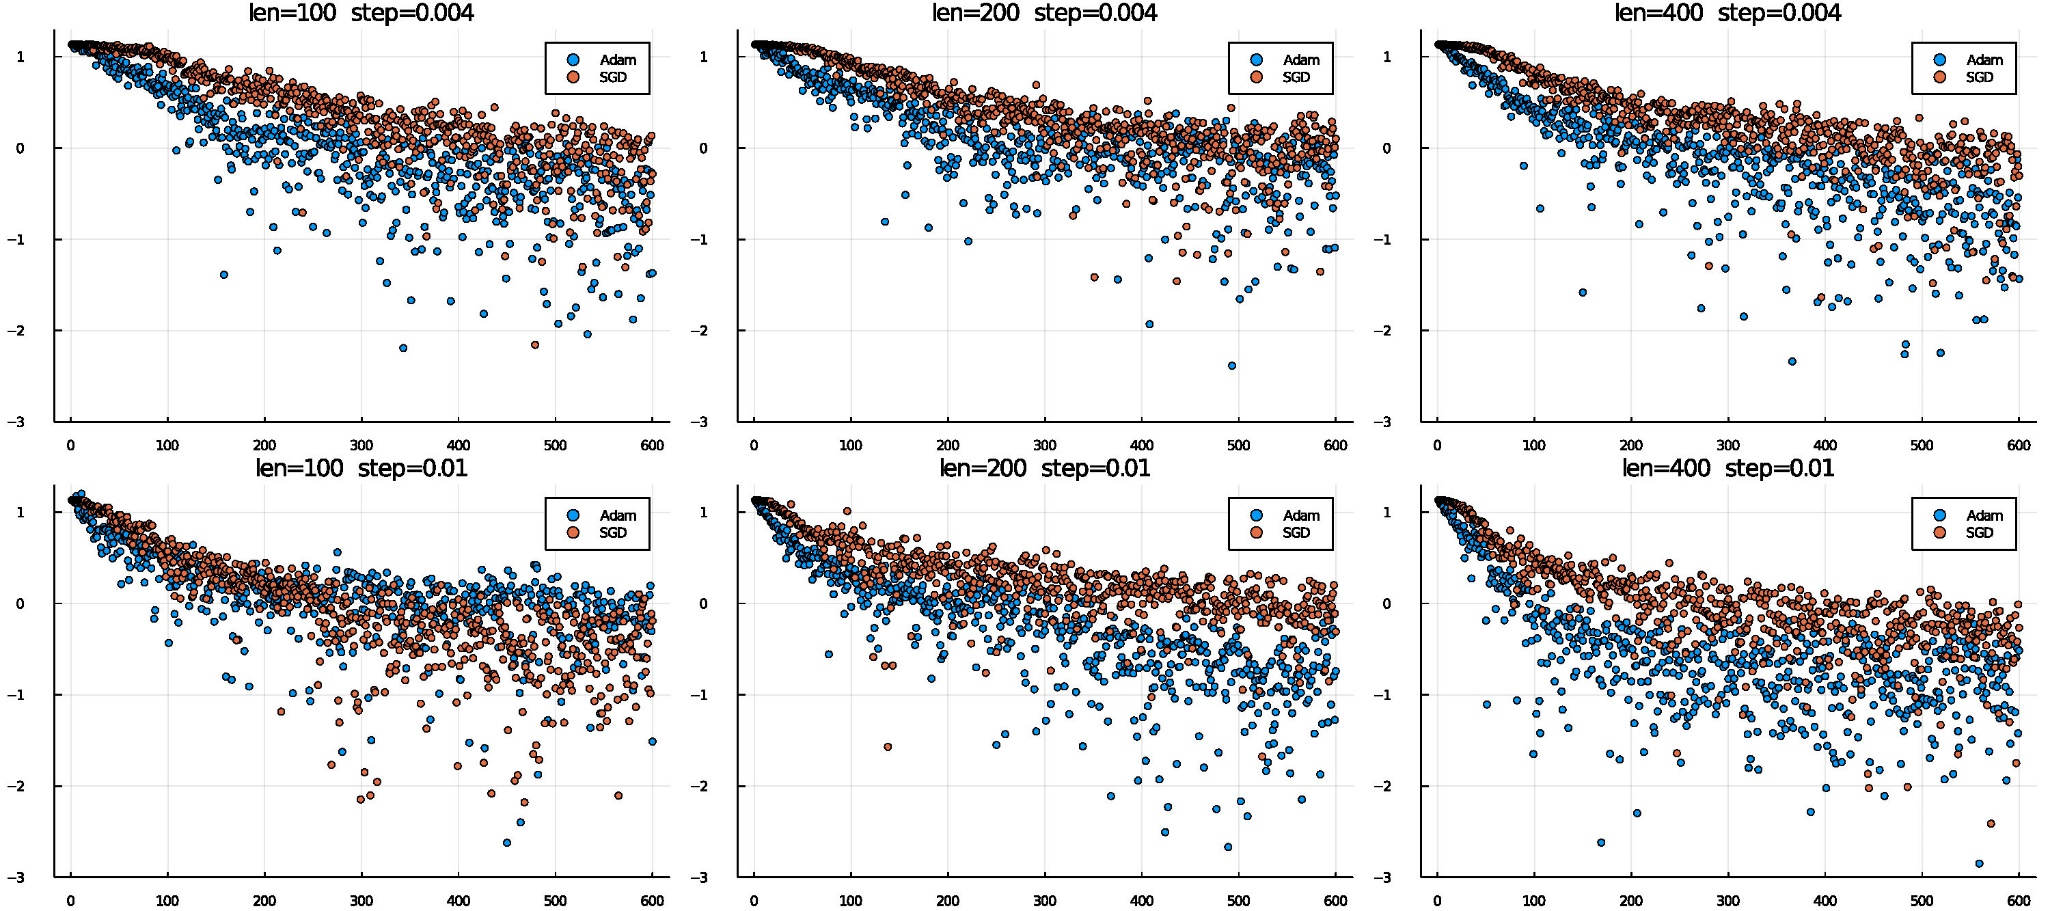 len=100  step=0.004
len=200  step=0.004
len=400  step=0.004
Adam
SGD
Adam
SGD
Adam
SGD
1
0
−1
−2
−3
1
0
−1
−2
−3
1
0
−1
−2
−3
0 100 200 300 400 500 600
0 100 200 300 400 500 600
0 100 200 300 400 500 600
len=100  step=0.01
len=200  step=0.01
len=400  step=0.01
Adam
SGD
Adam
SGD
Adam
SGD
1
0
−1
−2
−3
1
0
−1
−2
−3
1
0
−1
−2
−3
0 100 200 300 400 500 600
0 100 200 300 400 500 600
0 100 200 300 400 500 600